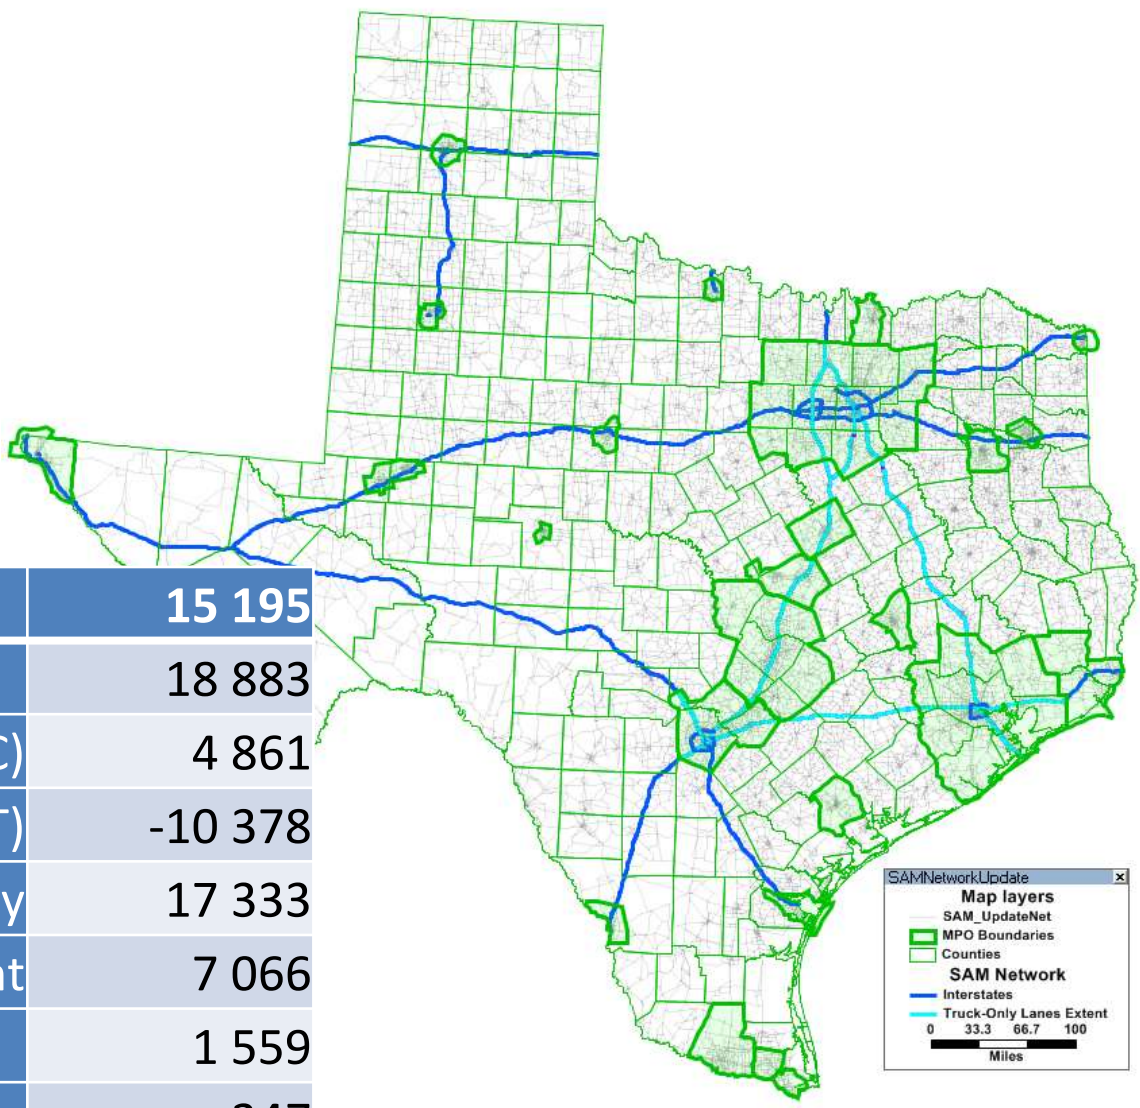 15 195
18 883
C) 4 861
T) -10 378
y 17 333
nt 7 066
1 559
SAMNetworkUpdate
Map layers
SAM_UpdateNet
MPO Boundaries
Counties
SAM Network
Interstates
Truck-Only Lanes Extent
0 33.3 66.7 100
Miles